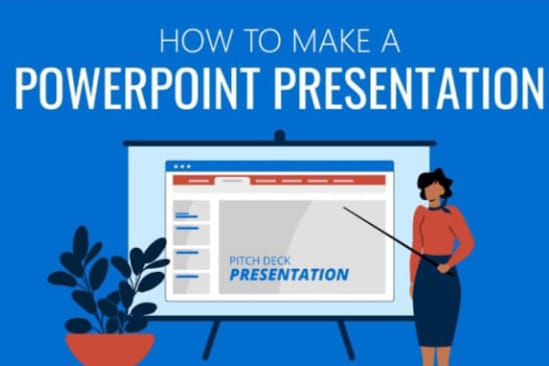 HOW TO MAKE A
POWERPOINT PRESENTATION
PITCH DECK
PRESENTATION